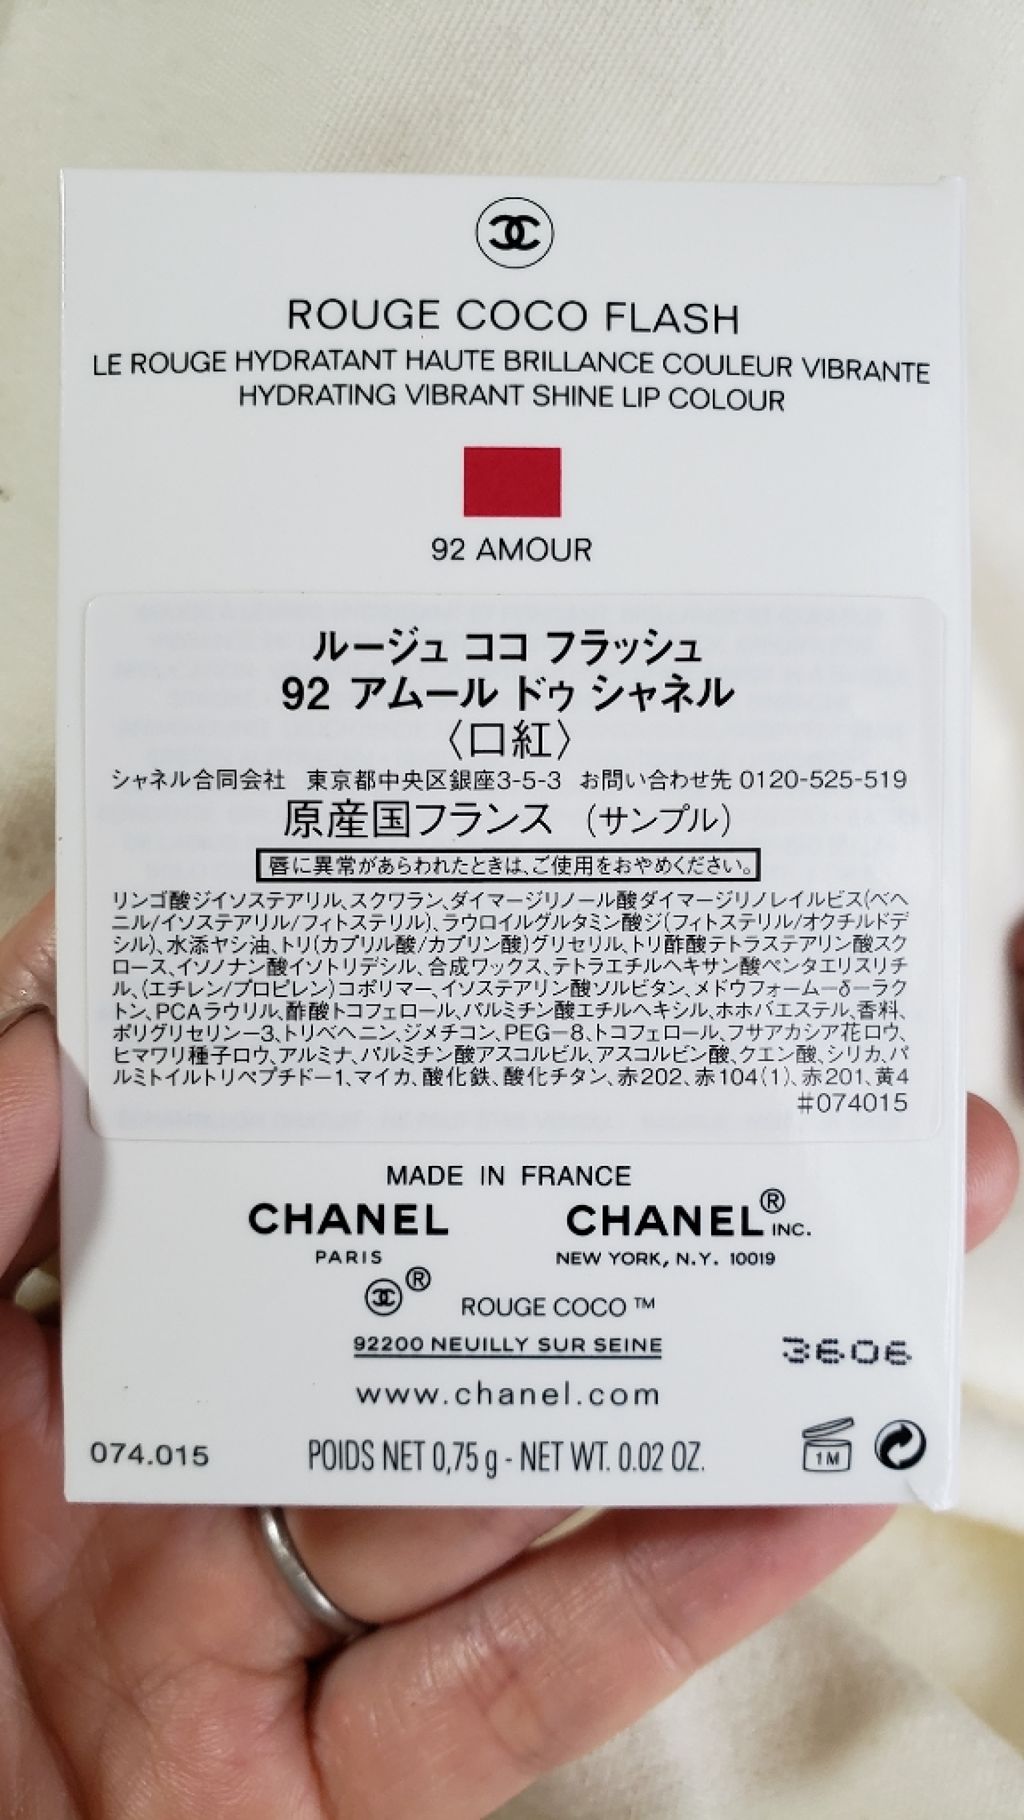 ROUGE COCO FLASH
LE ROUGE HYDRATANT HAUTE BRILLANCE COULEUR VIBRANTE
HYDRATING VIBRANT SHINE LIP COLOUR
92 AMOUR
ルージュ ココ フラッシュ
92 アムール ドゥ シャネル
〈口紅〉
シャネル合同会社 東京都中央区銀座3-5-3 お問い合わせ先 0120-525-519
原産国フランス (サンプル)
唇に異常があらわれたときは、ご使用をおやめください。
リンゴ酸ジイソステアリル、スクワラン、ダイマージリノール酸ダイマージリノレイルビス(ベヘ
ニル/イソステアリル/フィトステリル)、ラウロイルグルタミン酸ジ(フィトステリル/オクチルドデ
シル)、水添ヤシ油、トリ(カプリル酸/カプリン酸)グリセリル、トリ酢酸テトラステアリン酸スク
ロース、イソノナン酸イソトリデシル、合成ワックス、テトラエチルヘキサン酸ペンタエリスリチ
ル、(エチレン/プロピレン)コポリマー、イソステアリン酸ソルビタン、メドウフォーム-δ-ラク
トン、PCAラウリル、酢酸トコフェロール、パルミチン酸エチルヘキシル、ホホバエステル、香料、
ポリグリセリン-3、トリベヘニン、ジメチコン、PEG-8、トコフェロール、フサアカシア花ロウ、
ヒマワリ種子ロウ、アルミナ、パルミチン酸アスコルビル、アスコルビン酸、クエン酸、シリカ、パ
ルミトイルトリペプチド-1、マイカ、酸化鉄、酸化チタン、赤202、赤104(1)、赤201、黄4
#074015
MADE IN FRANCE
CHANEL CHANEL® INC.
PARIS NEW YORK, N.Y. 10019
® ROUGE COCO™
92200 NEUILLY SUR SEINE
3606
www.chanel.com
074.015 POIDS NET 0,75 g - NET WT. 0.02 OZ. 1M